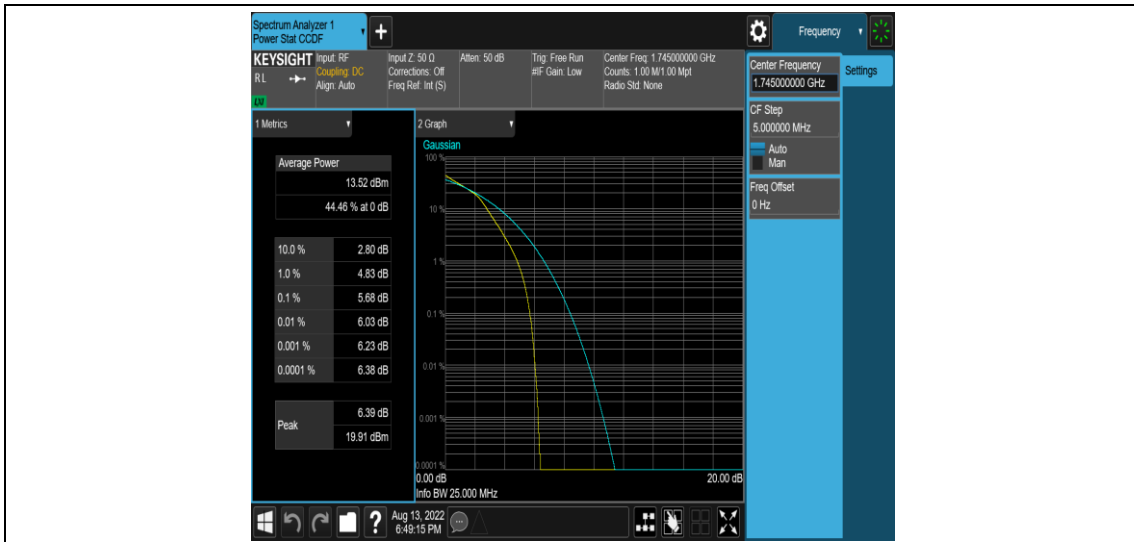 Spectrum Analyzer 1
Power Stat CCDF
+
Frequency
KEYSIGHT
RL
LXI
Input: RF
Coupling: DC
Align: Auto
Input Z: 50 Ω
Corrections: Off
Freq Ref: Int (S)
Atten: 50 dB
Trig: Free Run
#IF Gain: Low
Center Freq: 1.745000000 GHz
Counts: 1.00 M/1.00 Mpt
Radio Std: None
Center Frequency
1.745000000 GHz
Settings
CF Step
5.000000 MHz
Auto
Man
Freq Offset
0 Hz
1 Metrics
Average Power
13.52 dBm
44.46 % at 0 dB
10.0 % 2.80 dB
1.0 % 4.83 dB
0.1 % 5.68 dB
0.01 % 6.03 dB
0.001 % 6.23 dB
0.0001 % 6.38 dB
Peak 6.39 dB
19.91 dBm
2 Graph
Gaussian
100 %
10 %
1 %
0.1 %
0.01 %
0.001 %
0.0001 %
0.00 dB 20.00 dB
Info BW 25.000 MHz
?
Aug 13, 2022
6:49:15 PM